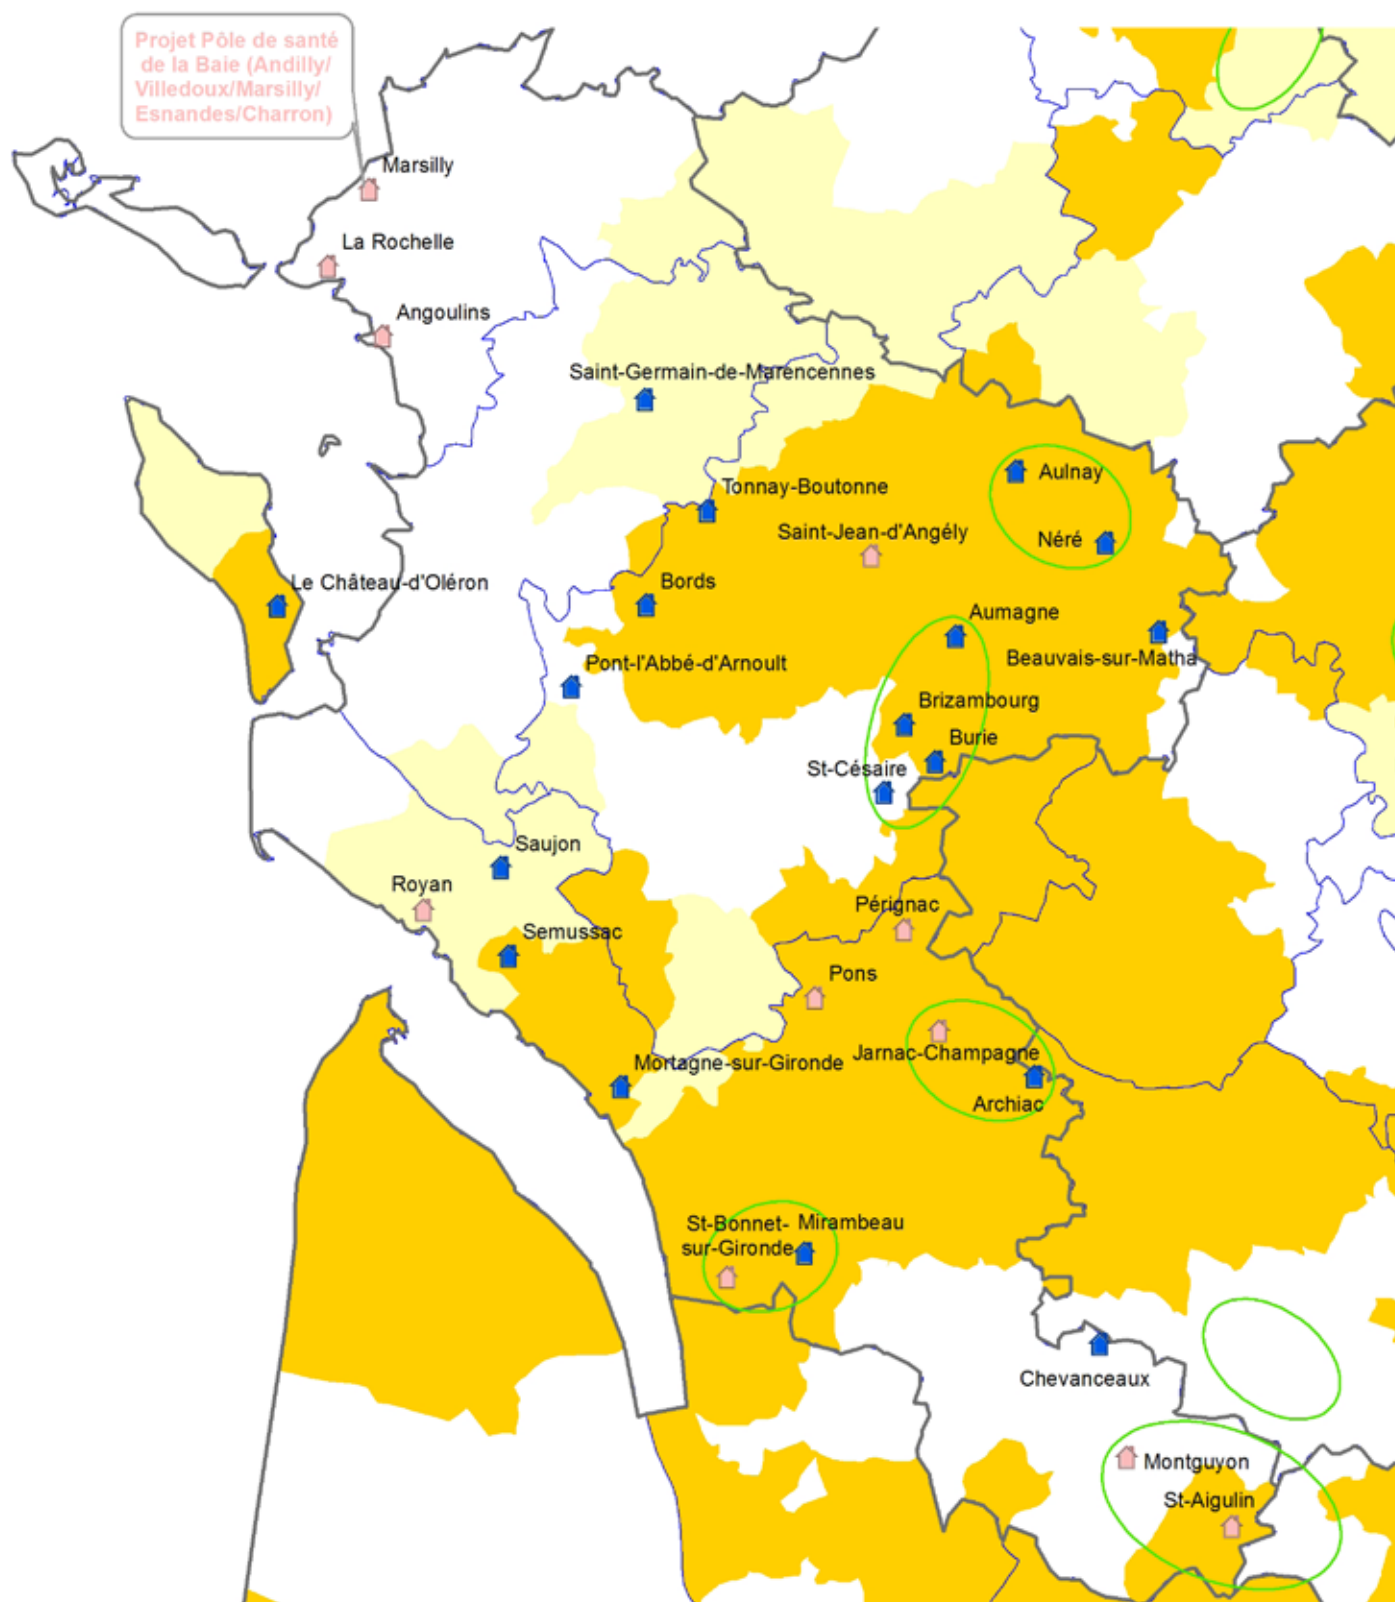 Projet Pôle de santé
de la Baie (Andilly/
Villedoux/Marsilly/
Esnandes/Charron)
Marsilly
La Rochelle
Angoulins
Saint-Germain-de-Marencennes
Tonnay-Boutonne
Aulnay
Saint-Jean-d'Angély
Néré
Le Château-d'Oléron
Bords
Aumagne
Beauvais-sur-Matha
Pont-l'Abbé-d'Arnoult
Brizambourg
Burie
St-Césaire
Saujon
Royan
Pérignac
Semussac
Pons
Jarnac-Champagne
Mortagne-sur-Gironde
Archiac
St-Bonnet-
sur-Gironde
Mirambeau
Chevanceaux
Montguyon
St-Aigulin